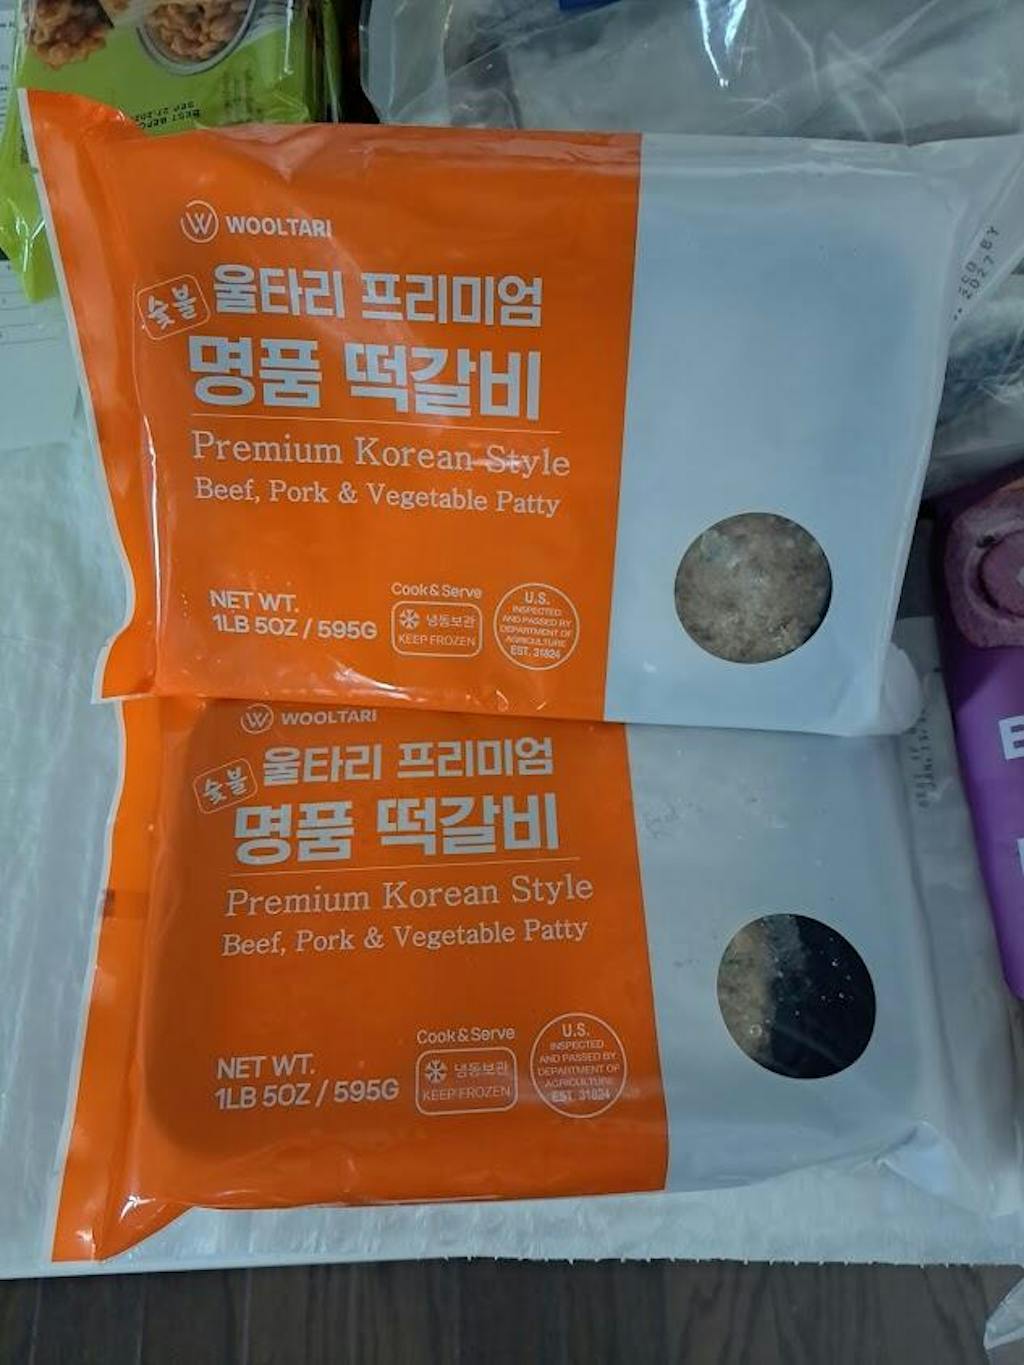 BEST BEFO
WOOLTARI
숯불
울타리 프리미엄
명품 떡갈비
Premium Korean Style
Beef, Pork & Vegetable Patty
NET WT.
1LB 5OZ / 595G
Cook & Serve
냉동보관
KEEP FROZEN
U.S.
INSPECTED
AND PASSED BY
DEPARTMENT OF
AGRICULTURE
EST. 31824
BY
2027
WOOLTARI
숯불
울타리 프리미엄
명품 떡갈비
Premium Korean Style
Beef, Pork & Vegetable Patty
NET WT.
1LB 5OZ / 595G
Cook & Serve
냉동보관
KEEP FROZEN
U.S.
INSPECTED
AND PASSED BY
DEPARTMENT OF
AGRICULTURE
EST. 31824